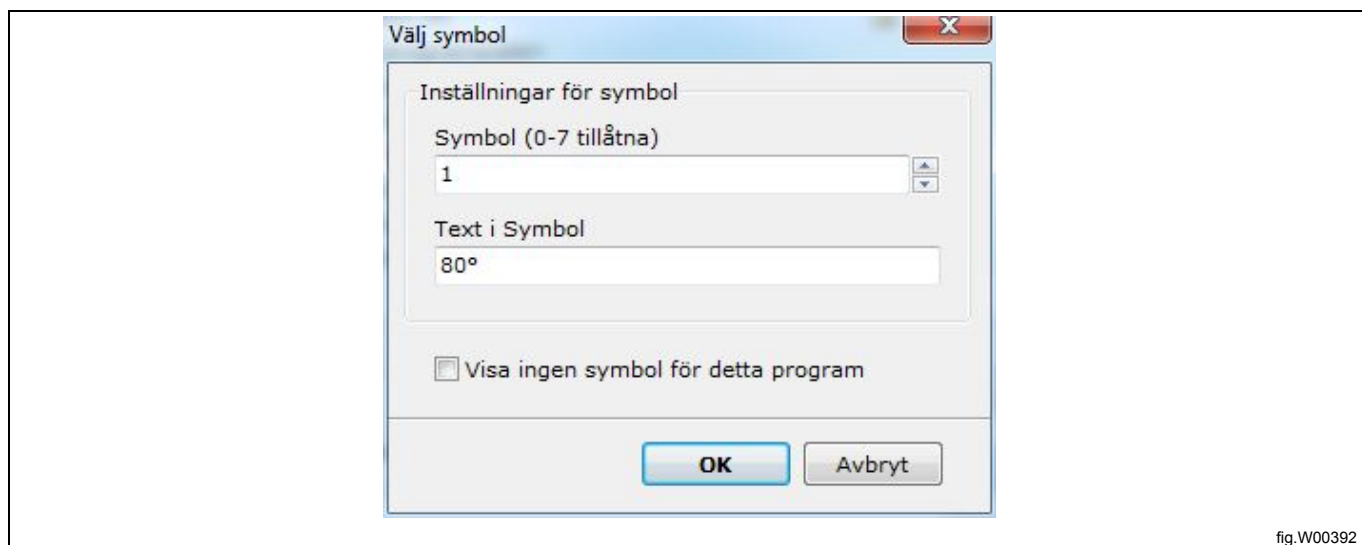 Välj symbol
Inställningar för symbol
Symbol (0-7 tillåtna)
1
Text i Symbol
80°
Visa ingen symbol för detta program
OK
Avbryt
fig.W00392